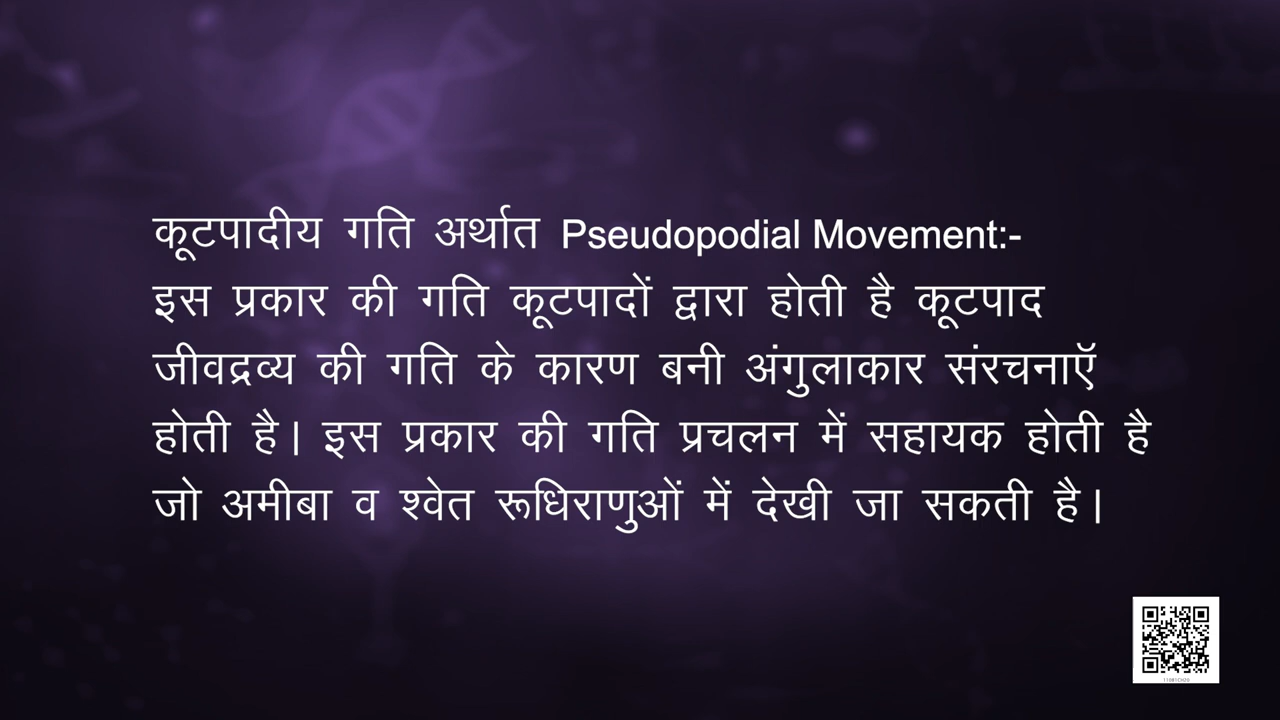 कूटपादीय गति अर्थात Pseudopodial Movement:-
इस प्रकार की गति कूटपादों द्वारा होती है कूटपाद
जीवद्रव्य की गति के कारण बनी अंगुलाकार संरचनाऍ
होती है। इस प्रकार की गति प्रचलन में सहायक होती है
जो अमीबा व श्वेत रूधिराणुओं में देखी जा सकती है।